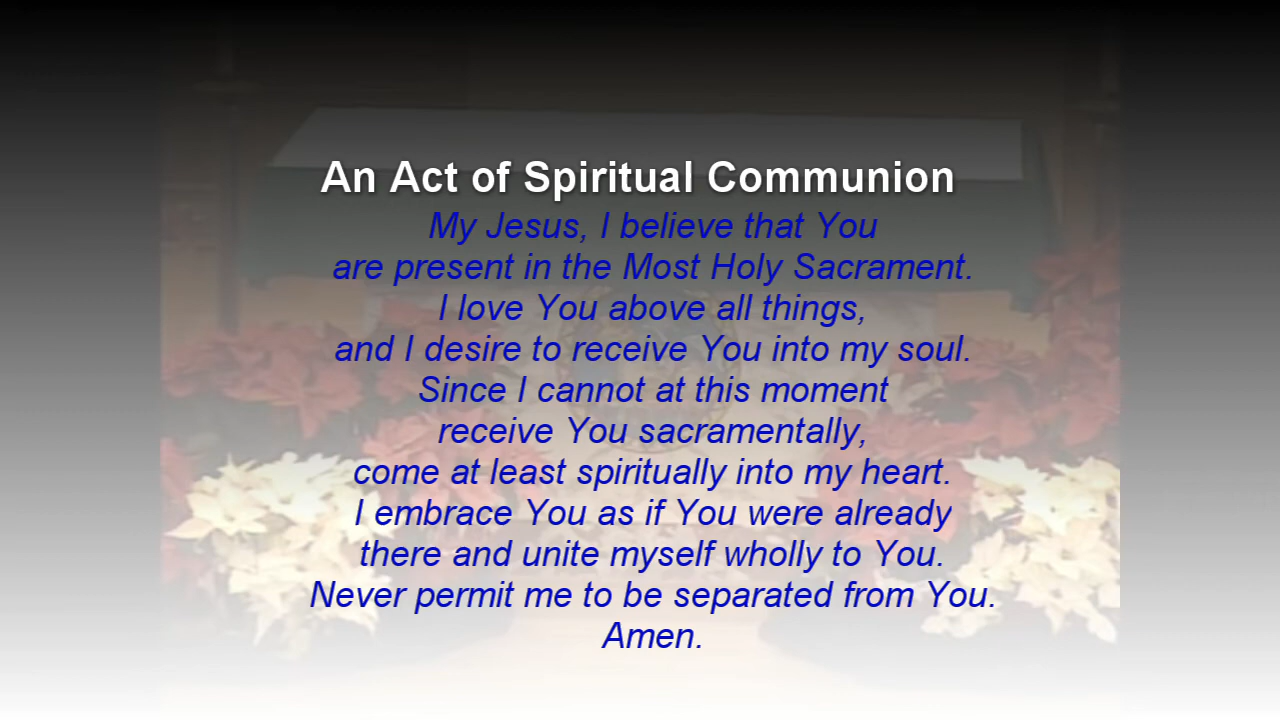 An Act of Spiritual Communion
My Jesus, I believe that You
are present in the Most Holy Sacrament.
I love You above all things,
and I desire to receive You into my soul.
Since I cannot at this moment
receive You sacramentally,
come at least spiritually into my heart.
I embrace You as if You were already
there and unite myself wholly to You.
Never permit me to be separated from You.
Amen.